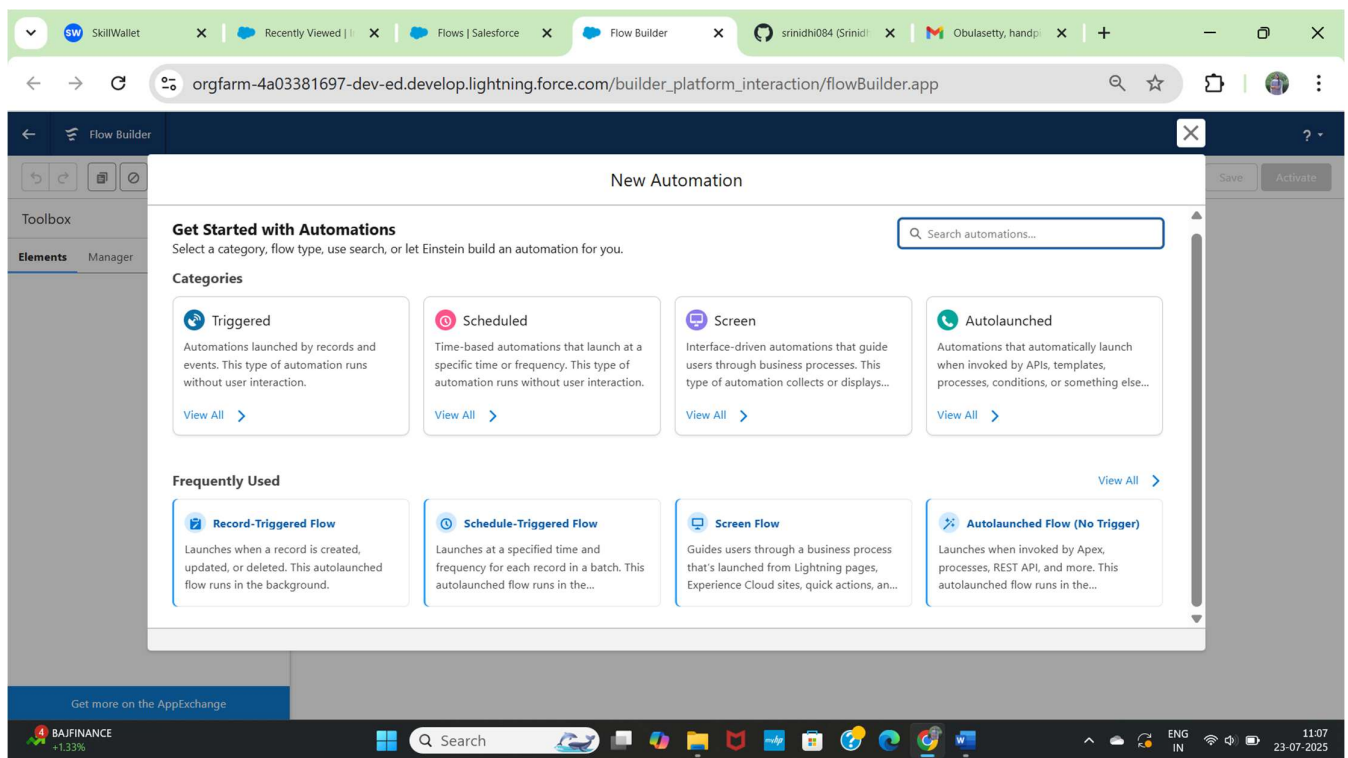 SkillWallet
Recently Viewed |
Flows | Salesforce
Flow Builder
srinidhi084 (Srinidh
Obulasetty, handp
orgfarm-4a03381697-dev-ed.develop.lightning.force.com/builder_platform_interaction/flowBuilder.app
Flow Builder
?
New Automation
Save
Activate
Toolbox
Elements
Manager
Get Started with Automations
Select a category, flow type, use search, or let Einstein build an automation for you.
Search automations...
Categories
Triggered
Automations launched by records and
events. This type of automation runs
without user interaction.
View All
Scheduled
Time-based automations that launch at a
specific time or frequency. This type of
automation runs without user interaction.
View All
Screen
Interface-driven automations that guide
users through business processes. This
type of automation collects or displays...
View All
Autolaunched
Automations that automatically launch
when invoked by APIs, templates,
processes, conditions, or something else...
View All
Frequently Used
View All
Record-Triggered Flow
Launches when a record is created,
updated, or deleted. This autolaunched
flow runs in the background.
Schedule-Triggered Flow
Launches at a specified time and
frequency for each record in a batch. This
autolaunched flow runs in the...
Screen Flow
Guides users through a business process
that's launched from Lightning pages,
Experience Cloud sites, quick actions, an...
Autolaunched Flow (No Trigger)
Launches when invoked by Apex,
processes, REST API, and more. This
autolaunched flow runs in the...
Get more on the AppExchange
4
BAJFINANCE
+1.33%
Search
ENG
IN
11:07
23-07-2025